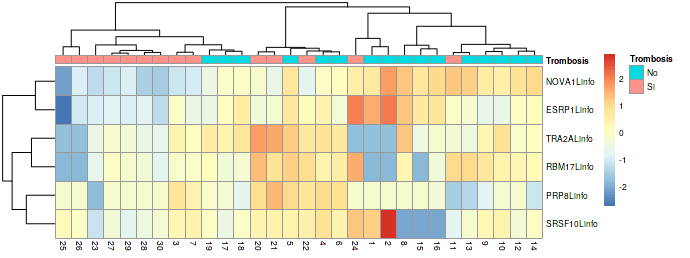 Trombosis
Trombosis
No
Si
NOVA1Linfo
ESRP1Linfo
TRA2ALinfo
RBM17Linfo
PRP8Linfo
SRSF10Linfo
2
1
0
-1
-2
25 26 23 27 29 28 30 3 7 19 17 18 20 21 5 22 4 6 24 1 2 8 15 16 11 13 9 10 12 14